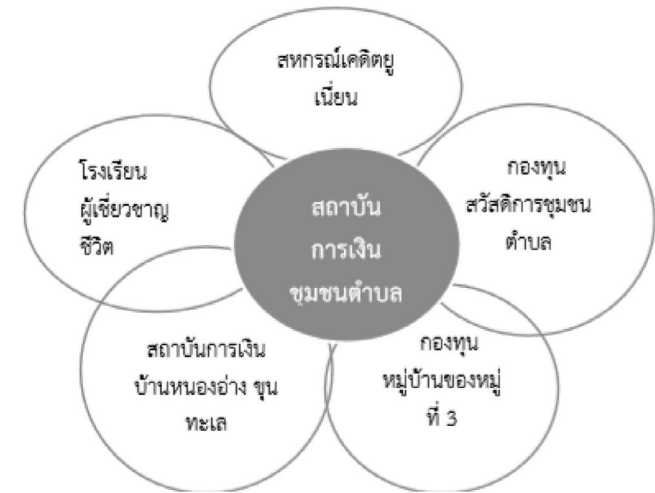 สหกรณ์เคดิตยู
เนี่ยน
โรงเรียน
ผู้เชี่ยวชาญ
ชีวิต
กองทุน
สวัสดิการชุมชน
ตำบล
สถาบัน
การเงิน
ชุมชนตำบล
สถาบันการเงิน
บ้านหนองอ่าง ขุน
ทะเล
กองทุน
หมู่บ้านของหมู่
ที่ 3